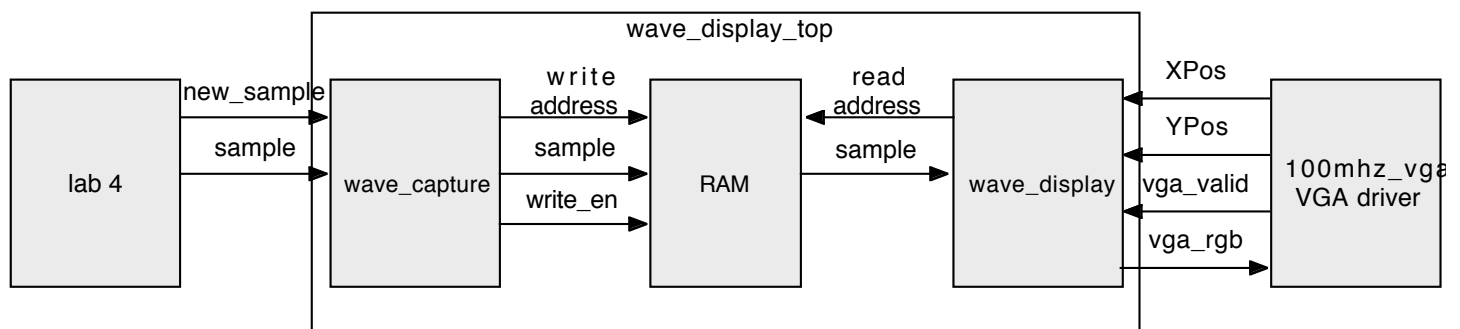 wave_display_top
lab 4
new_sample
sample
wave_capture
write
address
sample
write_en
RAM
read
address
sample
wave_display
XPos
YPos
vga_valid
vga_rgb
100mhz_vga
VGA driver